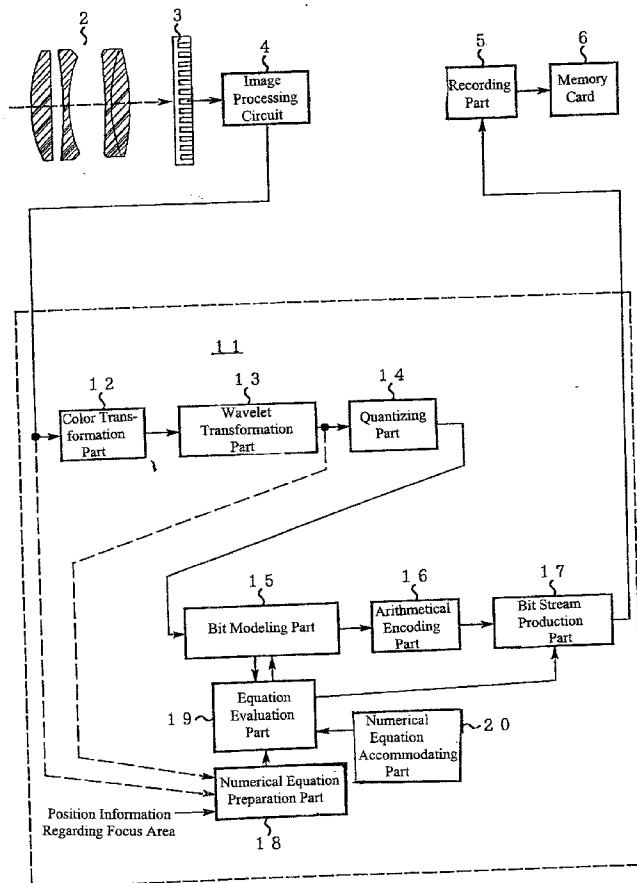 2
3
4
Image
Processing
Circuit
5
Recording
Part
6
Memory
Card
11
12
Color Trans-
formation
Part
13
Wavelet
Transformation
Part
14
Quantizing
Part
15
Bit Modeling Part
16
Arithmetical
Encoding
Part
17
Bit Stream
Production
Part
19
Equation
Evaluation
Part
Numerical
Equation
Accommodating
Part
20
Numerical Equation
Preparation Part
18
Position Information
Regarding Focus Area